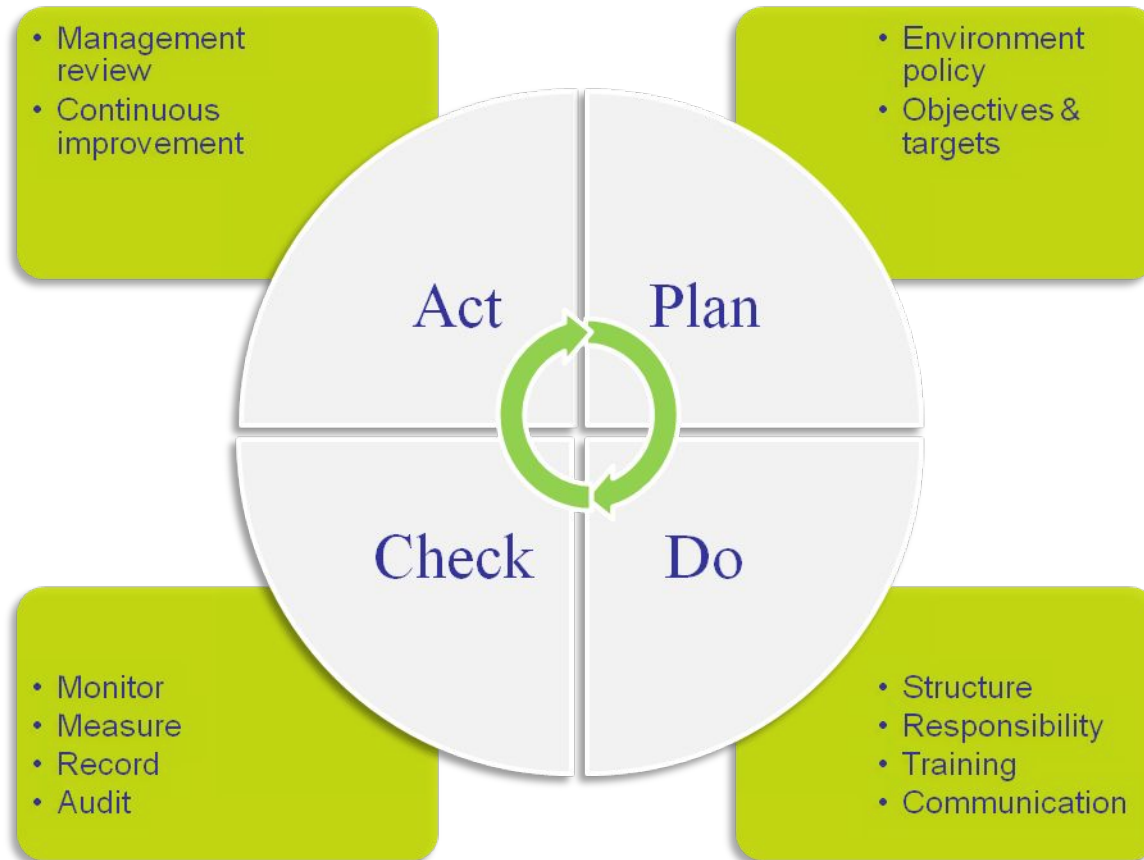 • Management
review
• Continuous
improvement
• Environment
policy
• Objectives &
targets
Act
Plan
Check
Do
• Monitor
• Measure
• Record
• Audit
• Structure
• Responsibility
• Training
• Communication